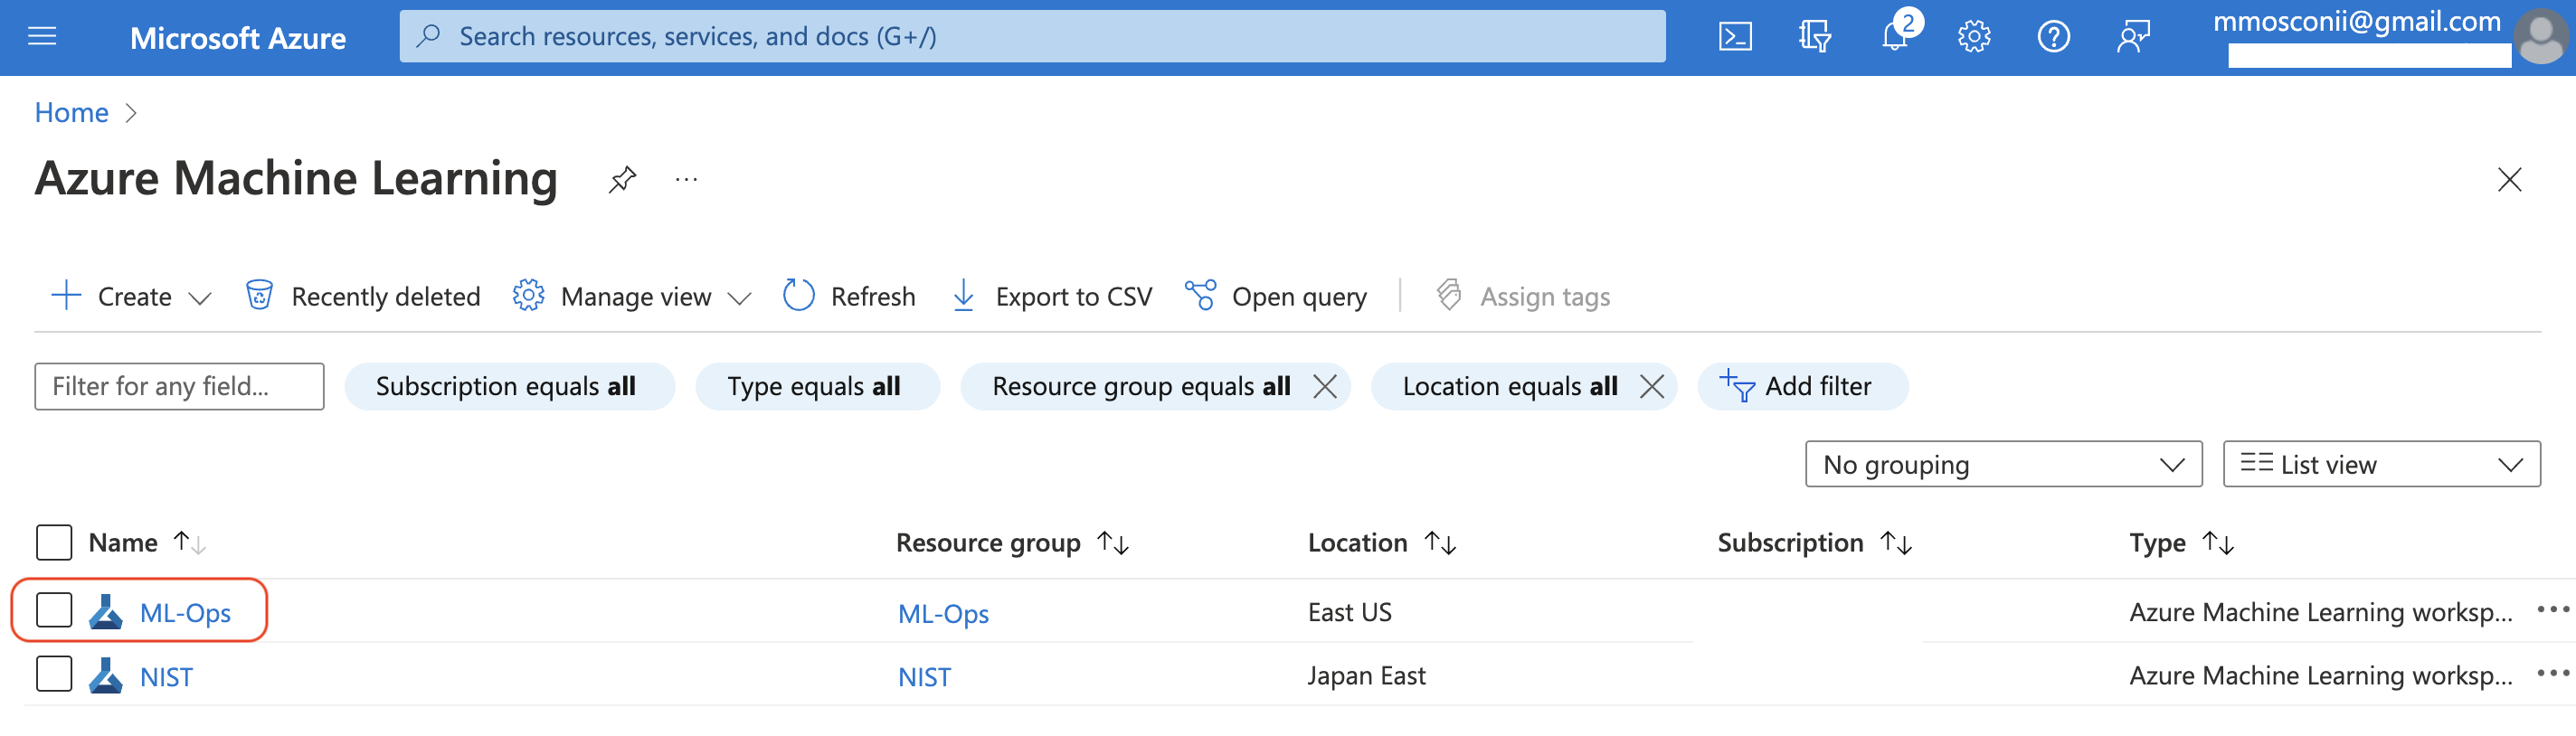 Microsoft Azure
Search resources, services, and docs (G+/)
2
mmosconii@gmail.com
Home
Azure Machine Learning
Create
Recently deleted
Manage view
Refresh
Export to CSV
Open query
Assign tags
Filter for any field...
Subscription equals all
Type equals all
Resource group equals all
Location equals all
Add filter
No grouping
List view
Name
Resource group
Location
Subscription
Type
ML-Ops
ML-Ops
East US
Azure Machine Learning worksp...
NIST
NIST
Japan East
Azure Machine Learning worksp...